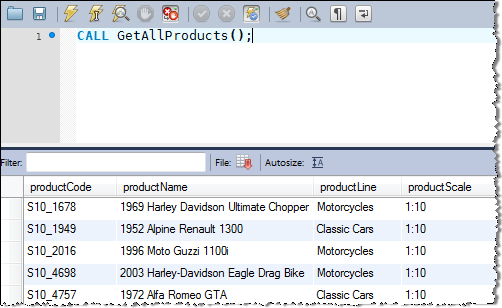 1 CALL GetAllProducts();
Filter: File: Autosize:
productCode productName productLine productScale
S10_1678 1969 Harley Davidson Ultimate Chopper Motorcycles 1:10
S10_1949 1952 Alpine Renault 1300 Classic Cars 1:10
S10_2016 1996 Moto Guzzi 1100i Motorcycles 1:10
S10_4698 2003 Harley-Davidson Eagle Drag Bike Motorcycles 1:10
S10_4757 1972 Alfa Romeo GTA Classic Cars 1:10